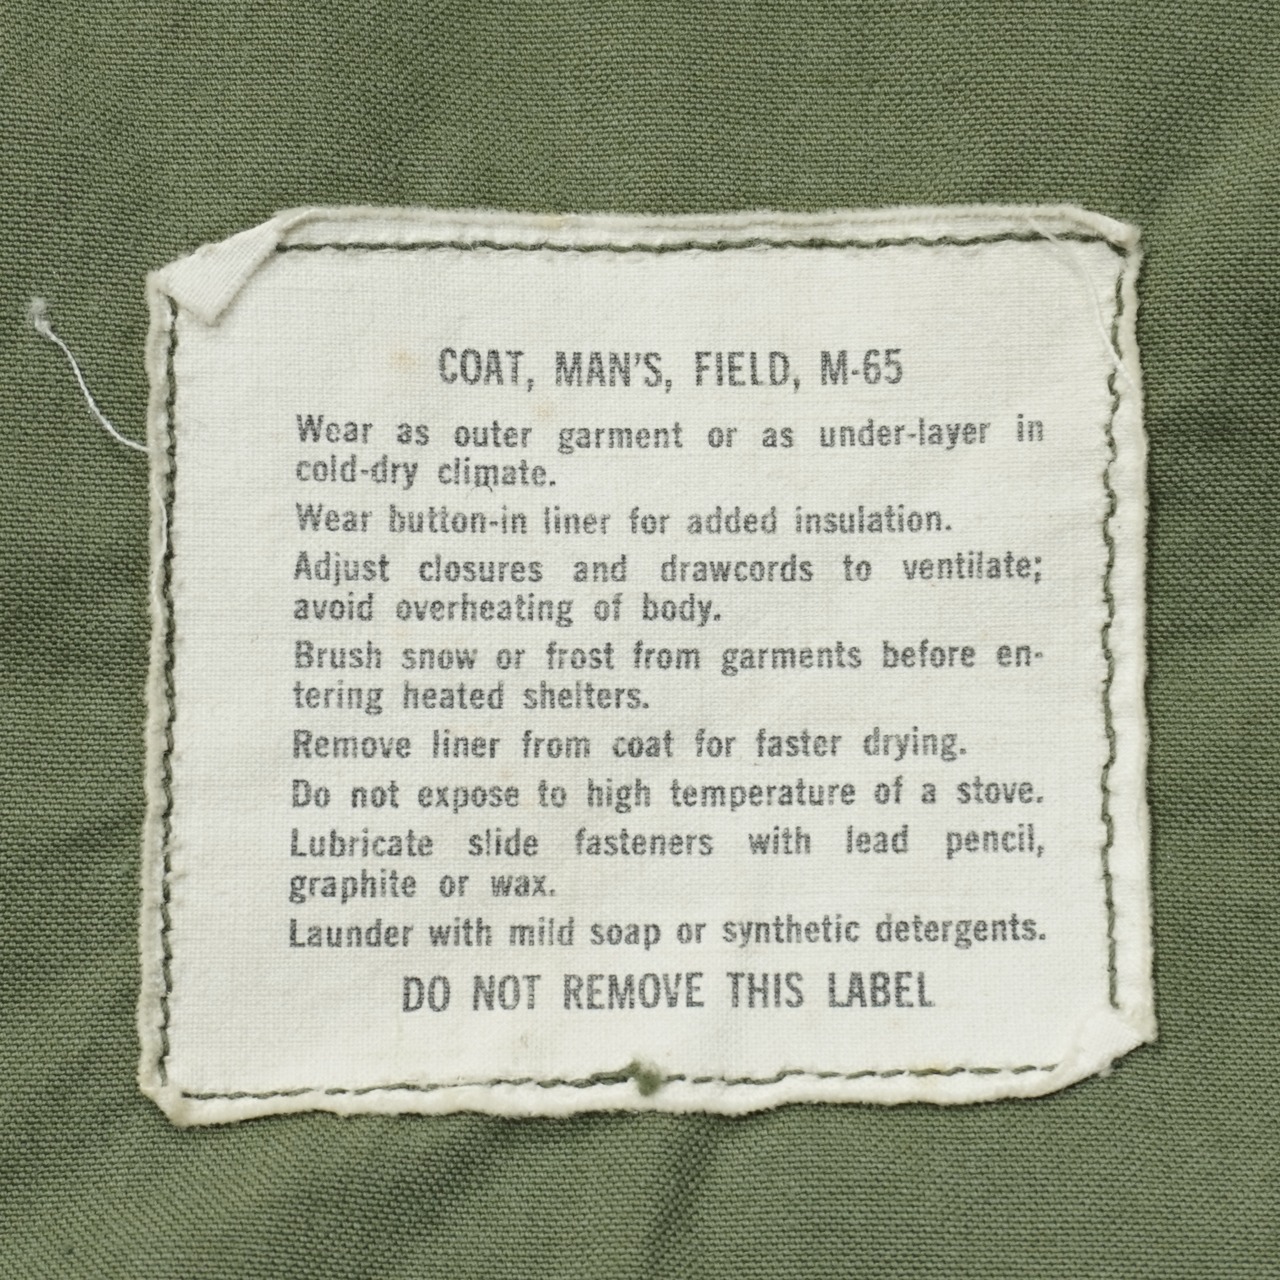 COAT, MAN'S, FIELD, M-65
Wear as outer garment or as under-layer in
cold-dry climate.
Wear button-in liner for added insulation.
Adjust closures and drawcords to ventilate;
avoid overheating of body.
Brush snow or frost from garments before en-
tering heated shelters.
Remove liner from coat for faster drying.
Do not expose to high temperature of a stove.
Lubricate slide fasteners with lead pencil,
graphite or wax.
Launder with mild soap or synthetic detergents.
DO NOT REMOVE THIS LABEL